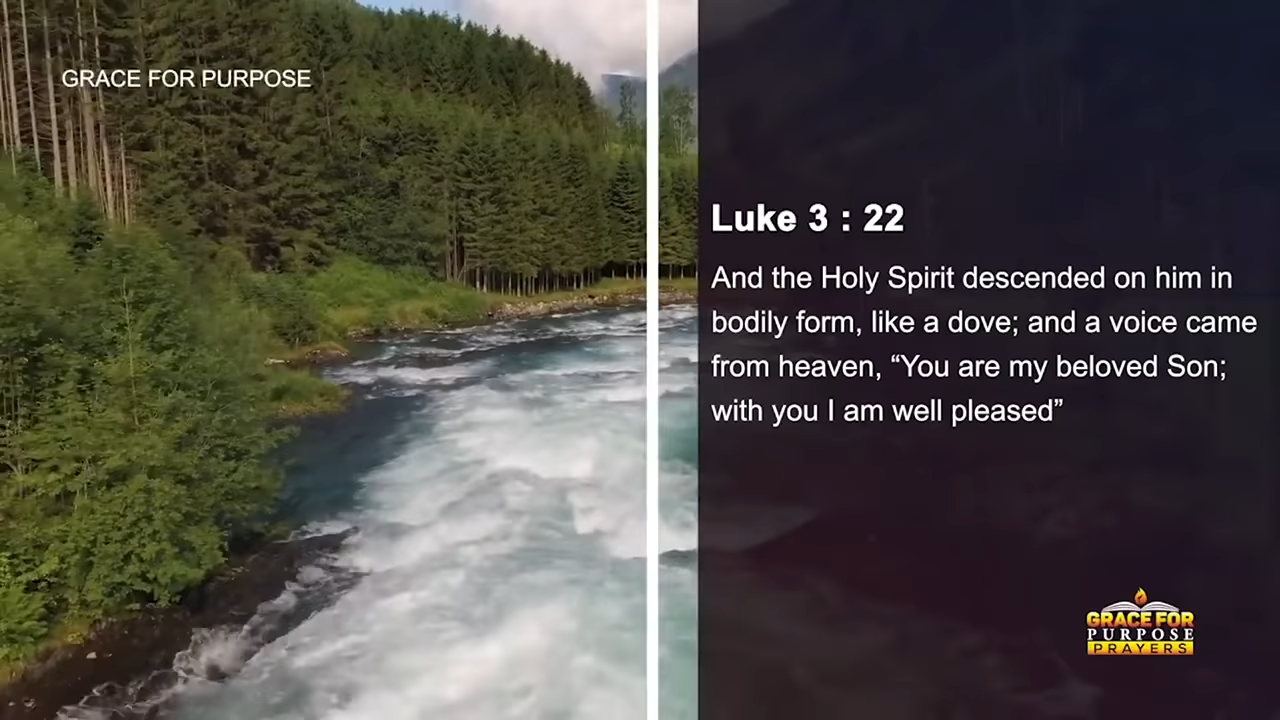 GRACE FOR PURPOSE
Luke 3 : 22
And the Holy Spirit descended on him in
bodily form, like a dove; and a voice came
from heaven, “You are my beloved Son;
with you I am well pleased”
GRACE FOR
PURPOSE
PRAYERS